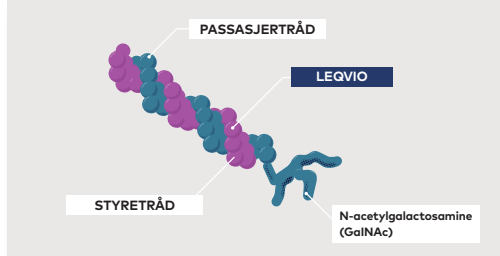 PASSASJERTRÅD
LEQVIO
STYRETRÅD
N-acetylgalactosamine
(GalNAc)